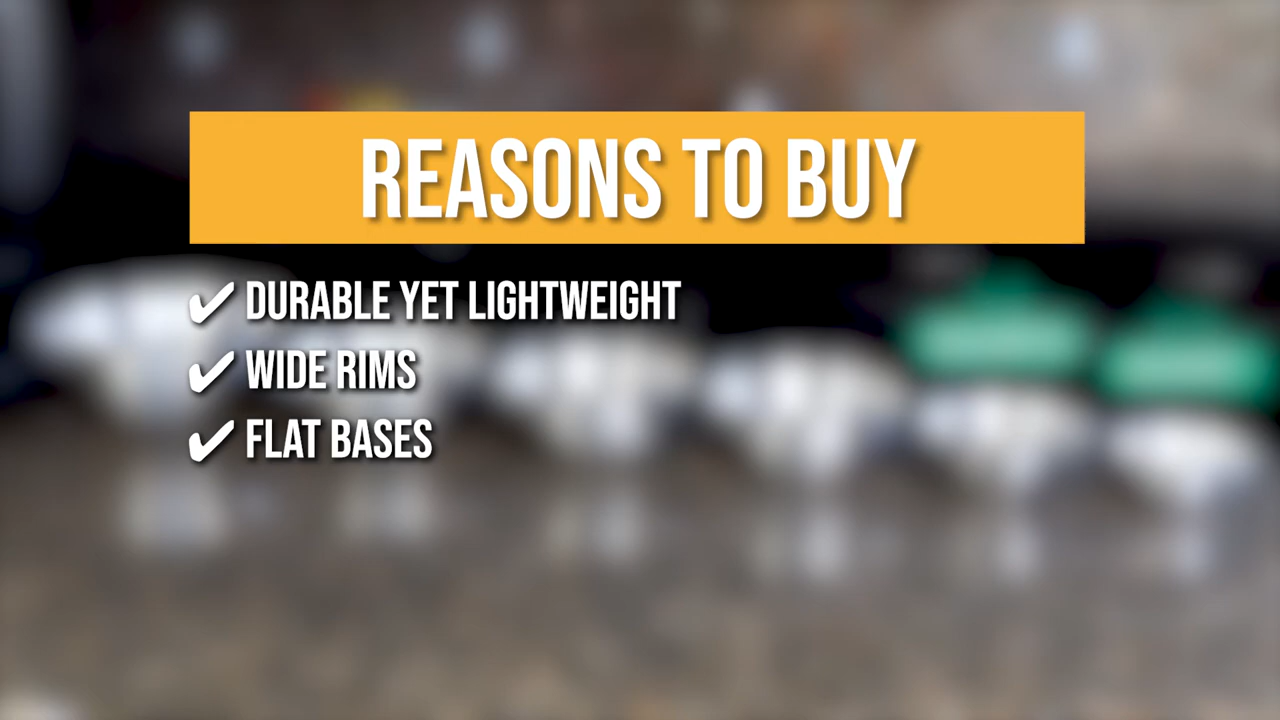 REASONS TO BUY
✔ DURABLE YET LIGHTWEIGHT
✔ WIDE RIMS
✔ FLAT BASES